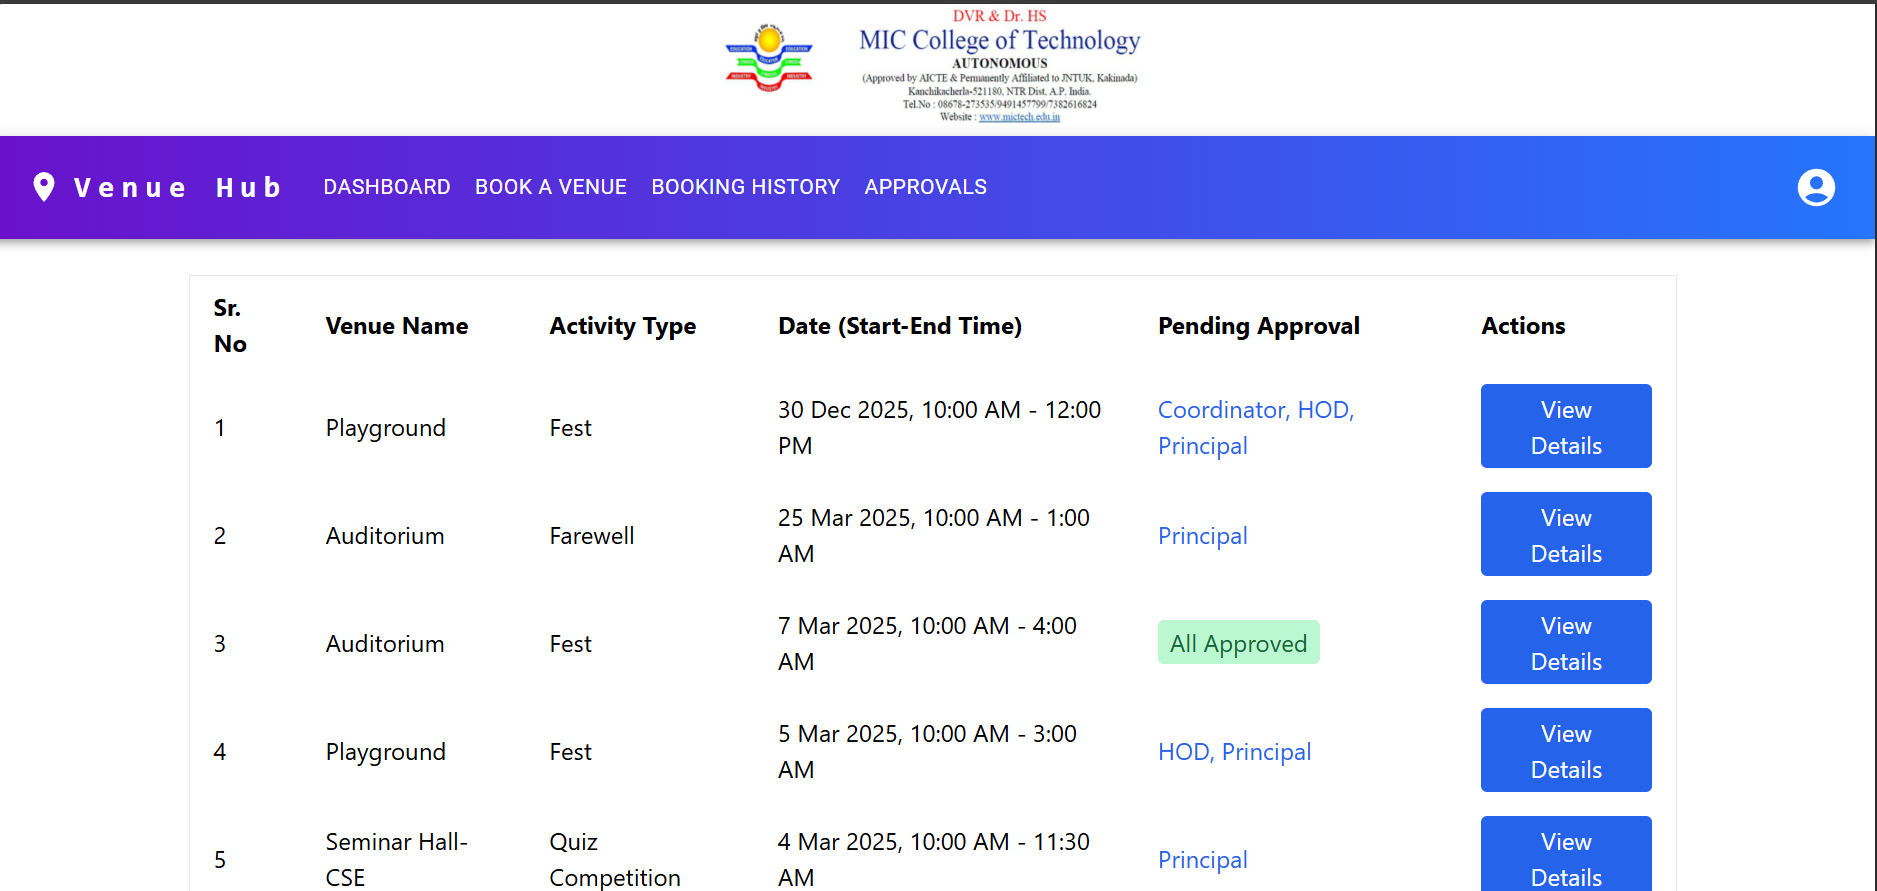 DVR & Dr. HS
MIC College of Technology
AUTONOMOUS
(Approved by AICTE & Permanently Affiliated to JNTUK, Kakinada)
Kanchikacherla-521180, NTR Dist, A.P, India.
Tel.No : 08678-273535/9491457799/7382616824
Website : www.mictech.edu.in
EDUCATION EDUCATION
EDUCATION
INDUSTRY INDUSTRY
Venue Hub DASHBOARD BOOK A VENUE BOOKING HISTORY APPROVALS
Sr. No Venue Name Activity Type Date (Start-End Time) Pending Approval Actions
1 Playground Fest 30 Dec 2025, 10:00 AM - 12:00 PM Coordinator, HOD, Principal View Details
2 Auditorium Farewell 25 Mar 2025, 10:00 AM - 1:00 AM Principal View Details
3 Auditorium Fest 7 Mar 2025, 10:00 AM - 4:00 AM All Approved View Details
4 Playground Fest 5 Mar 2025, 10:00 AM - 3:00 AM HOD, Principal View Details
5 Seminar Hall-CSE Quiz Competition 4 Mar 2025, 10:00 AM - 11:30 AM Principal View Details